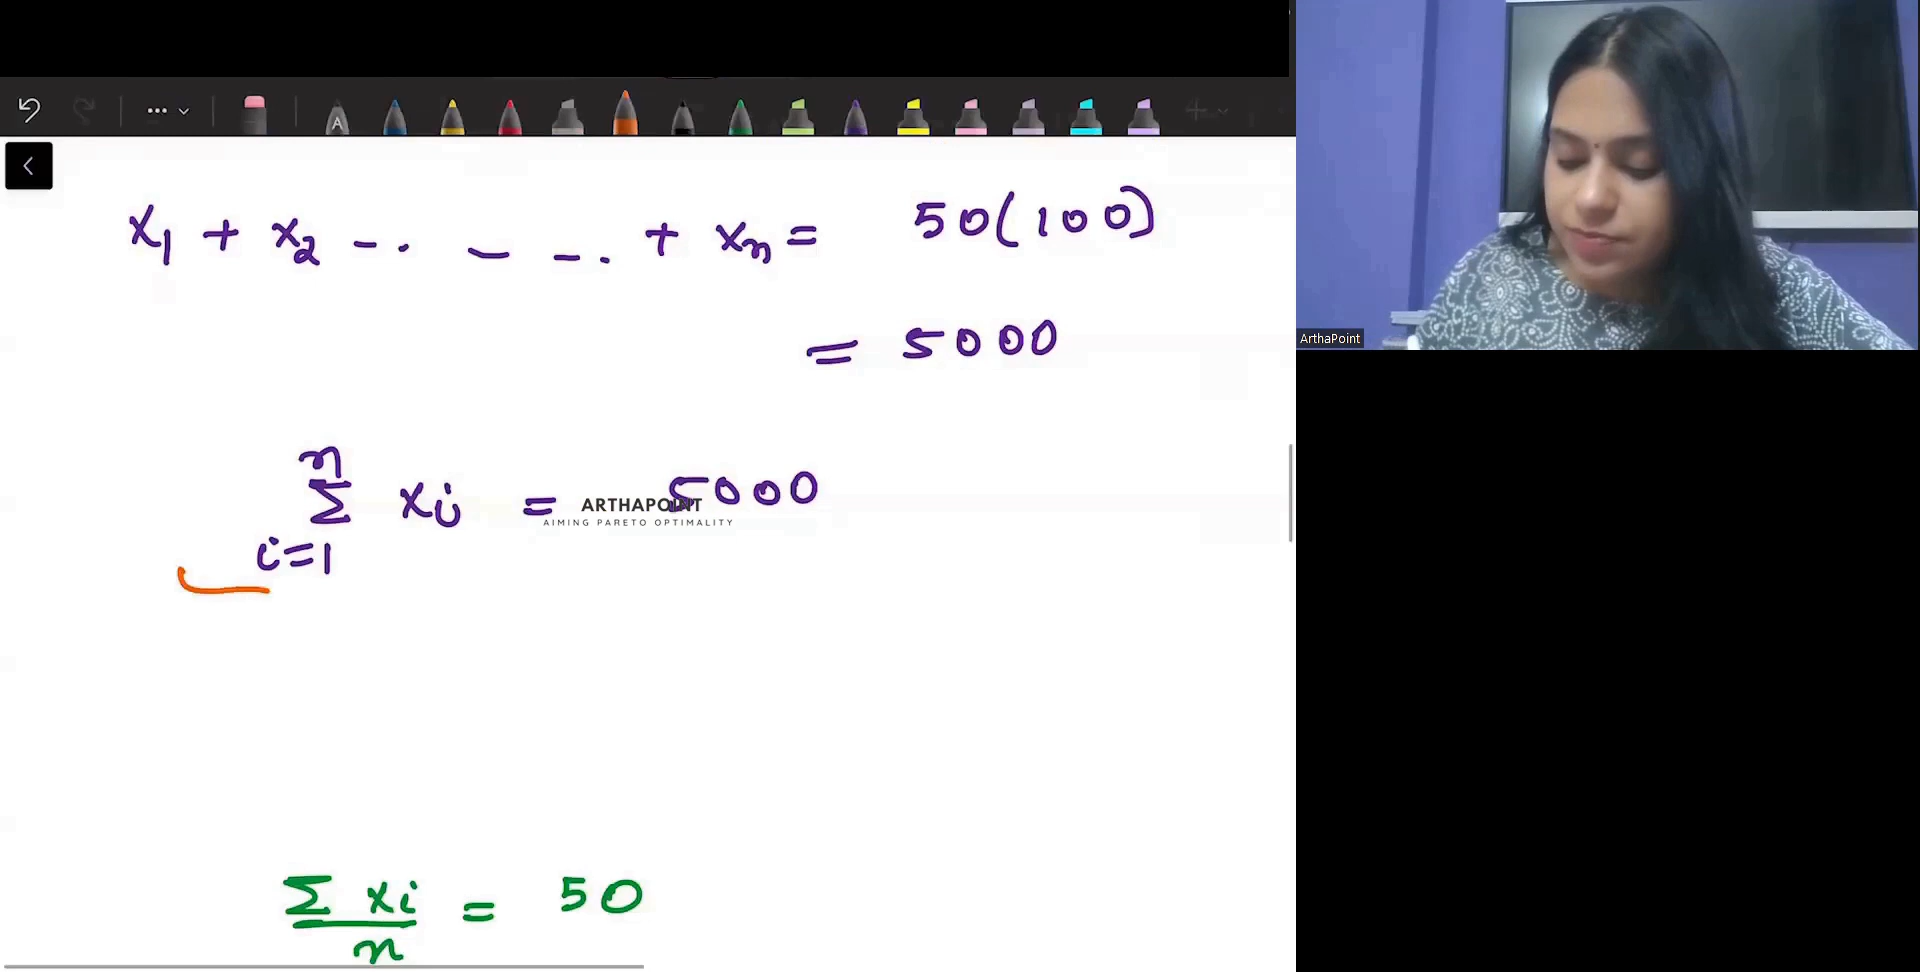 x₁ + x₂ -· - -· + xₙ = 50(100)
= 5000
n
Σ xi = 5000
i=1
ARTHAPOINT
AIMING PARETO OPTIMALITY
Σ xi = 50
n
A
ArthaPoint